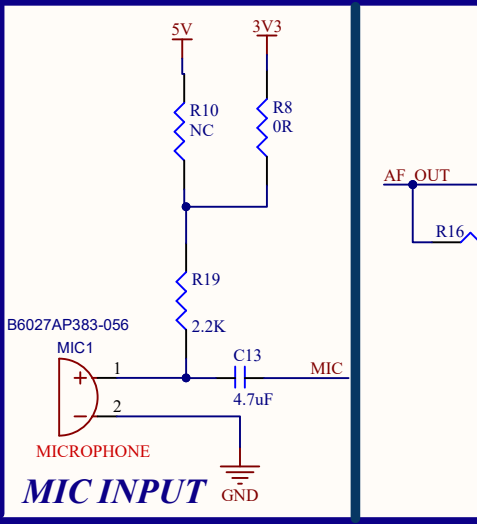 5V
3V3
R10
NC
R8
0R
AF_OUT
R16
R19
2.2K
B6027AP383-056
MIC1
C13
1
+
MIC
4.7uF
2
−
MICROPHONE
MIC INPUT
GND